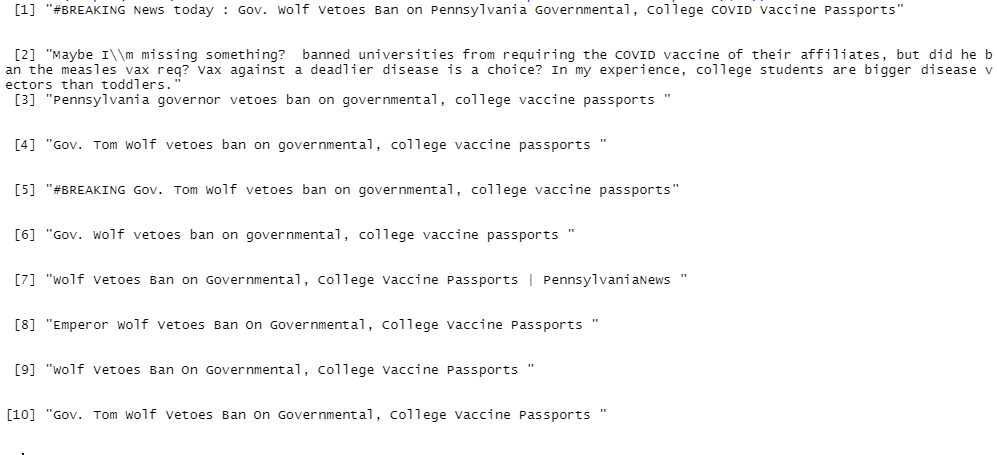 [1] "#BREAKING News today : Gov. Wolf Vetoes Ban on Pennsylvania Governmental, College COVID Vaccine Passports"
[2] "Maybe I\\m missing something?  banned universities from requiring the COVID vaccine of their affiliates, but did he b
an the measles vax req? Vax against a deadlier disease is a choice? In my experience, college students are bigger disease v
ectors than toddlers."
[3] "Pennsylvania governor vetoes ban on governmental, college vaccine passports "
[4] "Gov. Tom Wolf vetoes ban on governmental, college vaccine passports "
[5] "#BREAKING Gov. Tom Wolf vetoes ban on governmental, college vaccine passports"
[6] "Gov. Wolf vetoes ban on governmental, college vaccine passports "
[7] "Wolf Vetoes Ban on Governmental, College Vaccine Passports | PennsylvaniaNews "
[8] "Emperor Wolf Vetoes Ban On Governmental, College Vaccine Passports "
[9] "Wolf Vetoes Ban On Governmental, College Vaccine Passports "
[10] "Gov. Tom Wolf Vetoes Ban On Governmental, College Vaccine Passports "